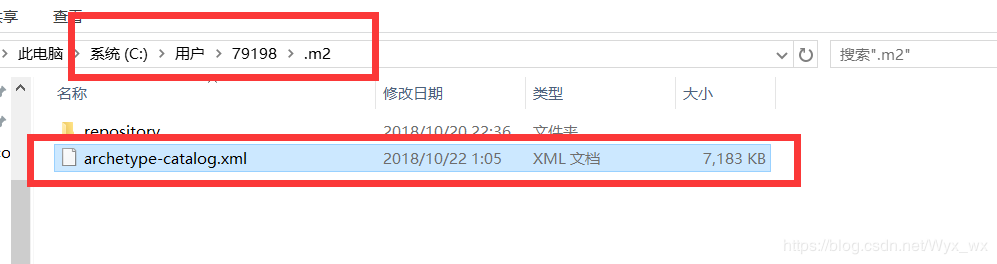 共享 查看
此电脑 > 系统 (C:) > 用户 > 79198 > .m2 搜索".m2"
名称 修改日期 类型 大小
repository 2018/10/20 22:36 文件夹
co
archetype-catalog.xml 2018/10/22 1:05 XML 文档 7,183 KB
https://blog.csdn.net/Wyx_wx